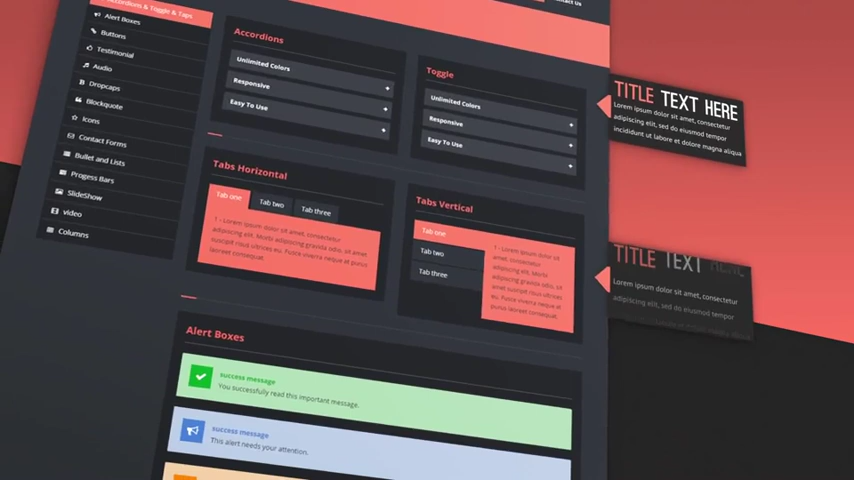 Contact Us
Accordions & Toggle & Taps
Alert Boxes
Buttons
Testimonial
Audio
Dropcaps
Blockquote
Icons
Contact Forms
Bullet and Lists
Progess Bars
SlideShow
video
Columns
Accordions
Unlimited Colors
Responsive
Easy To Use
Toggle
Unlimited Colors
Responsive
Easy To Use
Tabs Horizontal
Tab one
Tab two
Tab three
1 - Lorem ipsum dolor sit amet, consectetur
adipiscing elit. Morbi adipiscing gravida odio, sit amet
suscipit risus ultrices eu. Fusce viverra neque at purus
laoreet consequat.
Tabs Vertical
Tab one
Tab two
Tab three
1 - Lorem ipsum dolor sit
amet, consectetur
adipiscing elit. Morbi
adipiscing gravida odio,
sit amet suscipit risus
ultrices eu. Fusce viverra
neque at purus laoreet
consequat.
Alert Boxes
success message
You successfully read this important message.
success message
This alert needs your attention.
TITLE TEXT HERE
Lorem ipsum dolor sit amet, consectetur
adipiscing elit, sed do eiusmod tempor
incididunt ut labore et dolore magna aliqua
TITLE TEXT HERE
Lorem ipsum dolor sit amet, consectetur
adipiscing elit, sed do eiusmod tempor